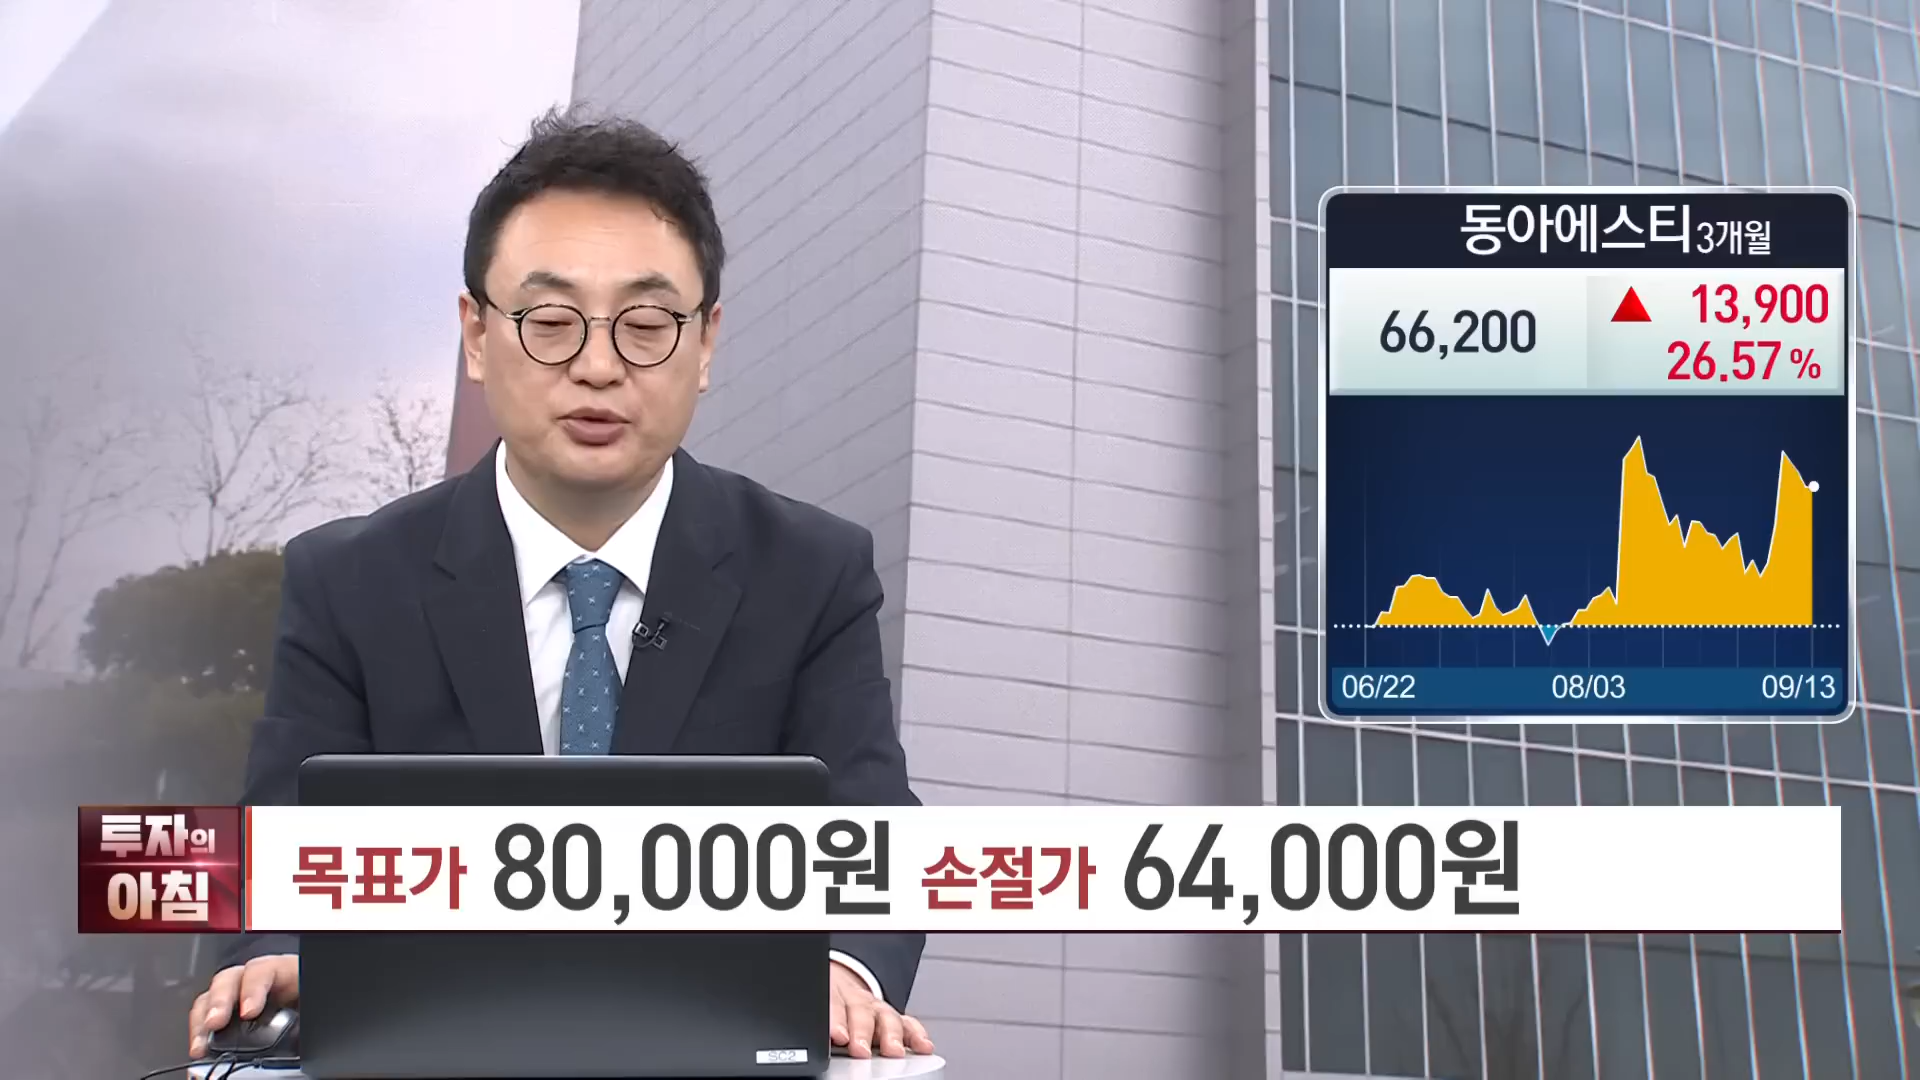 동아에스티 3개월
66,200
▲ 13,900
26.57 %
06/22 08/03 09/13
투자의
아침
목표가 80,000원 손절가 64,000원
SC2